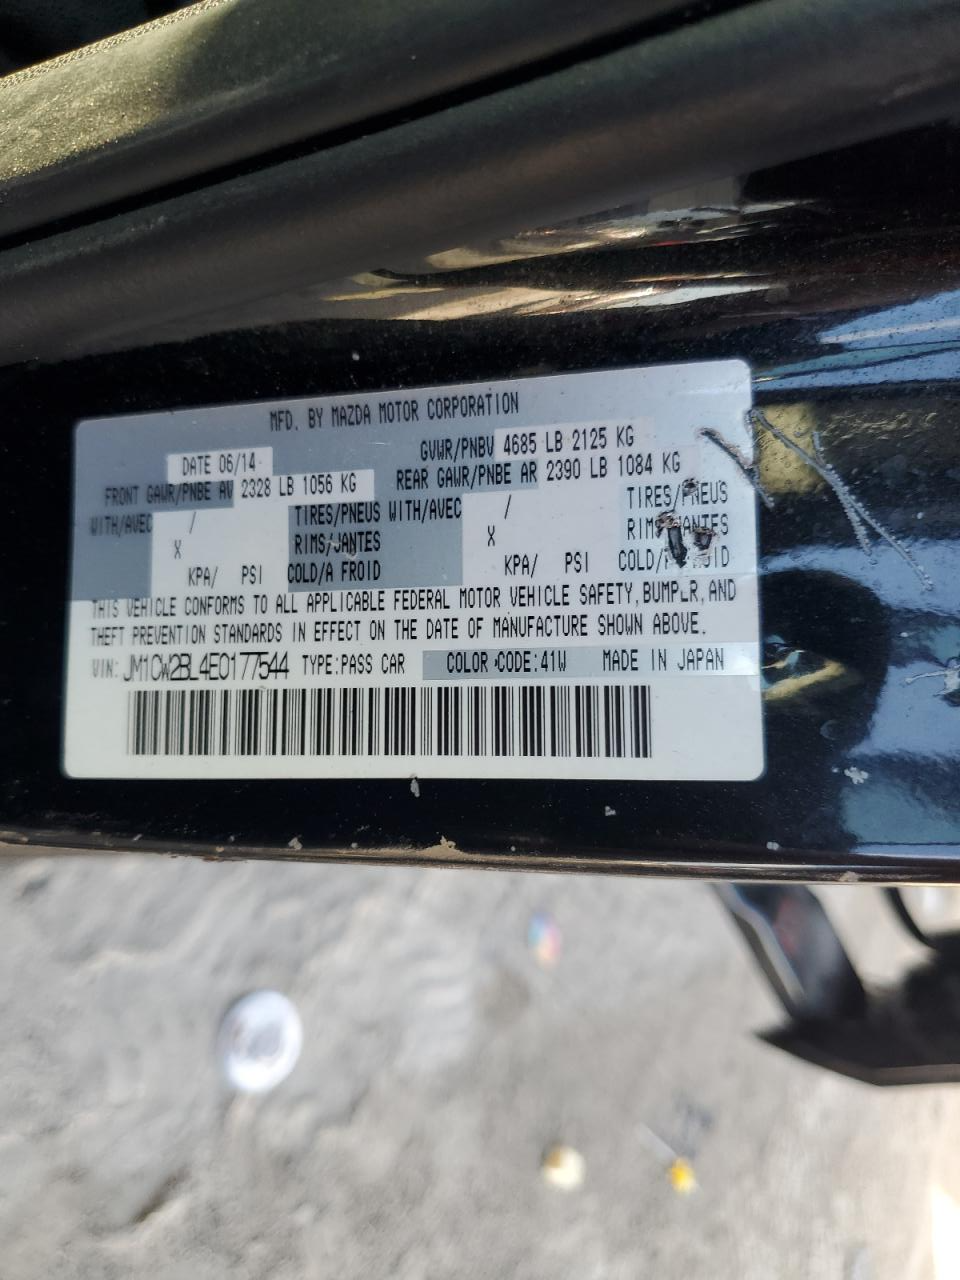 MFD. BY MAZDA MOTOR CORPORATION
DATE 06/14 GVWR/PNBV 4685 LB 2125 KG
FRONT GAWR/PNBE AV 2328 LB 1056 KG REAR GAWR/PNBE AR 2390 LB 1084 KG
WITH/AVEC / TIRES/PNEUS WITH/AVEC / TIRES/PNEUS
X RIMS/JANTES X RIMS/JANTES
KPA/ PSI COLD/A FROID KPA/ PSI COLD/A FROID
THIS VEHICLE CONFORMS TO ALL APPLICABLE FEDERAL MOTOR VEHICLE SAFETY, BUMPER, AND
THEFT PREVENTION STANDARDS IN EFFECT ON THE DATE OF MANUFACTURE SHOWN ABOVE.
VIN: JM1CW2BL4E0177544 TYPE:PASS CAR COLOR CODE:41W MADE IN JAPAN